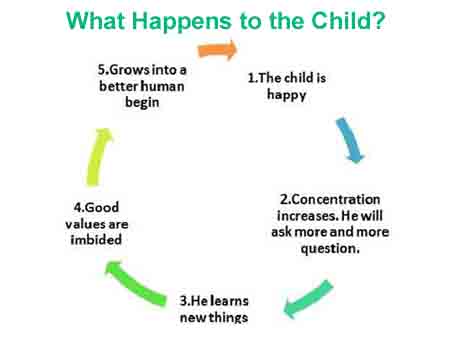 What Happens to the Child?
1.The child is
happy
2.Concentration
increases. He will
ask more and more
question.
3.He learns
new things
4.Good
values are
imbided
5.Grows into a
better human
begin